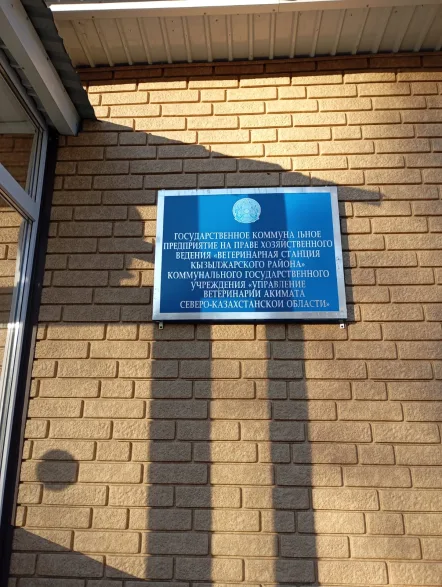 ГОСУДАРСТВЕННОЕ КОММУНАЛЬНОЕ
ПРЕДПРИЯТИЕ НА ПРАВЕ ХОЗЯЙСТВЕННОГО
ВЕДЕНИЯ «ВЕТЕРИНАРНАЯ СТАНЦИЯ
КЫЗЫЛЖАРСКОГО РАЙОНА»
КОММУНАЛЬНОГО ГОСУДАРСТВЕННОГО
УЧРЕЖДЕНИЯ «УПРАВЛЕНИЕ
ВЕТЕРИНАРИИ АКИМАТА
СЕВЕРО-КАЗАХСТАНСКОЙ ОБЛАСТИ»